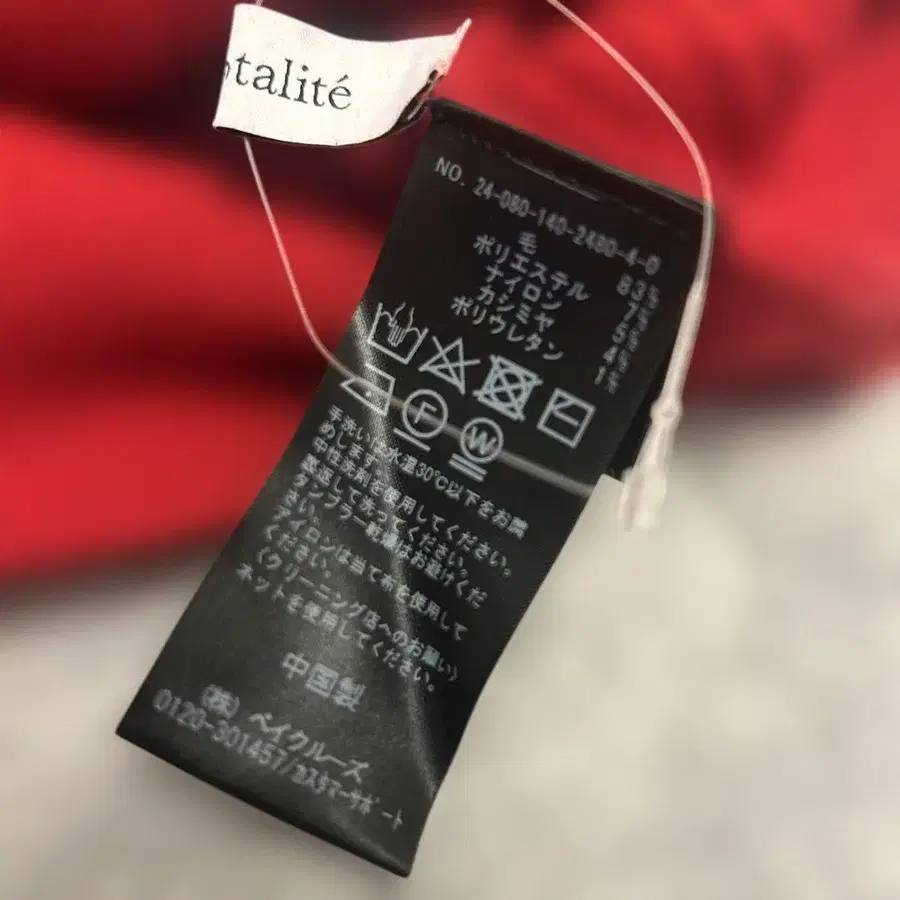 talité
NO. 24-080-140-2480-4-0
毛 83%
ポリエステル 7%
ナイロン 5%
カシミヤ 4%
ポリウレタン 1%
F
W
手洗いは水温30℃以下をお薦
めします。
中性洗剤を使用してください。
裏返して洗ってください。
タンブラー乾燥はお避けくだ
さい。
アイロンは当て布を使用して
ください。
〈クリーニング店へのお願い〉
ネットを使用してください。
中国製
(株) ベイクルーズ
0120-301457/カスタマーサポート